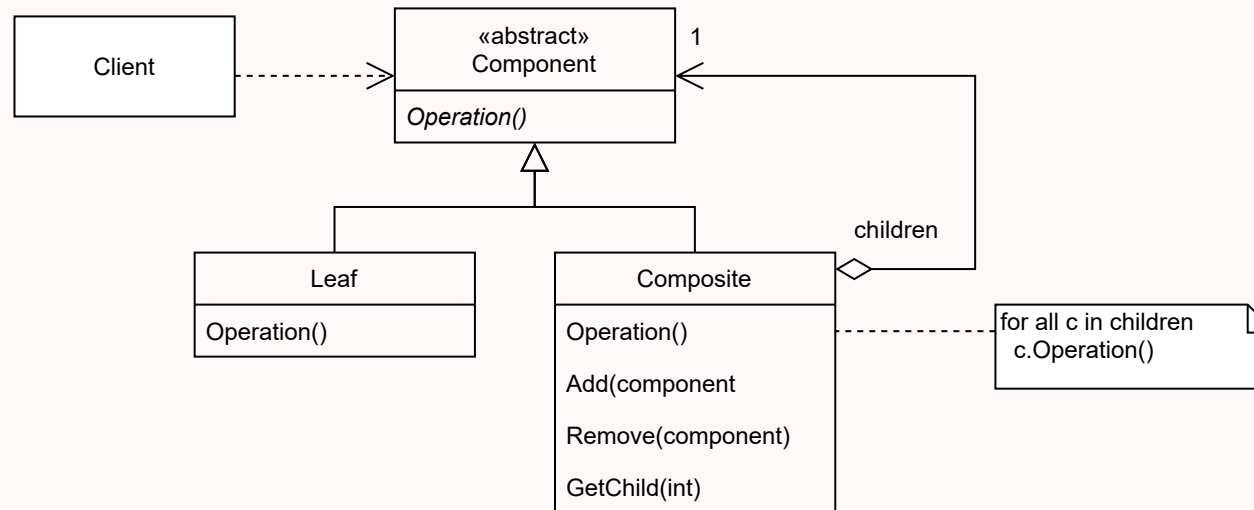 Client
«abstract»
Component
1
Operation()
children
Leaf
Operation()
Composite
Operation()
Add(component
Remove(component)
GetChild(int)
for all c in children
c.Operation()